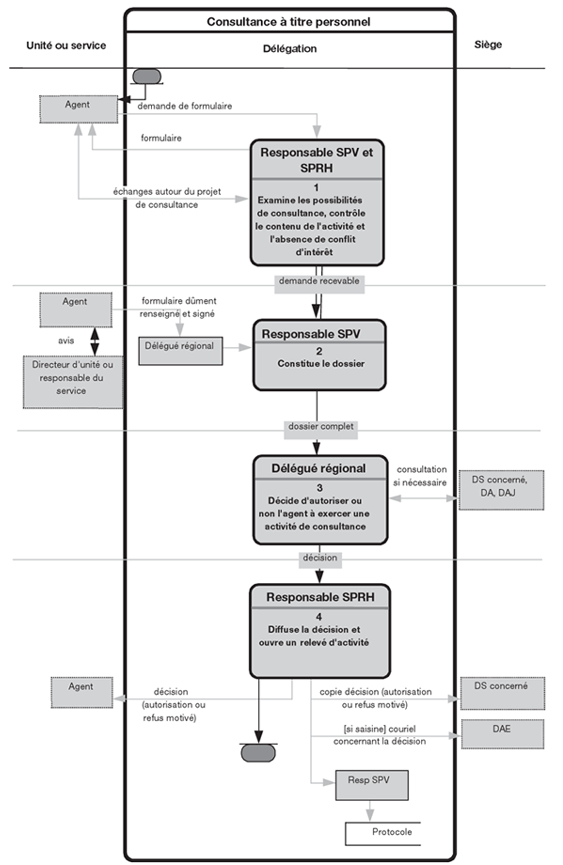 Consultance à titre personnel
Unité ou service
Délégation
Siège
Agent
demande de formulaire
formulaire
échanges autour du projet
de consultance
Responsable SPV et
SPRH
1
Examine les possibilités
de consultance, contrôle
le contenu de l'activité et
l'absence de conflit
d'intérêt
demande recevable
Agent
formulaire dûment
renseigné et signé
avis
Délégué régional
Directeur d'unité ou
responsable du
service
Responsable SPV
2
Constitue le dossier
dossier complet
Délégué régional
3
Décide d'autoriser ou
non l'agent à exercer une
activité de consultance
consultation
si nécessaire
DS concerné,
DA, DAJ
décision
Responsable SPRH
4
Diffuse la décision et
ouvre un relevé d'activité
Agent
décision
(autorisation ou
refus motivé)
copie décision (autorisation
ou refus motivé)
DS concerné
[si saisine] couriel
concernant la décision
DAE
Resp SPV
Protocole